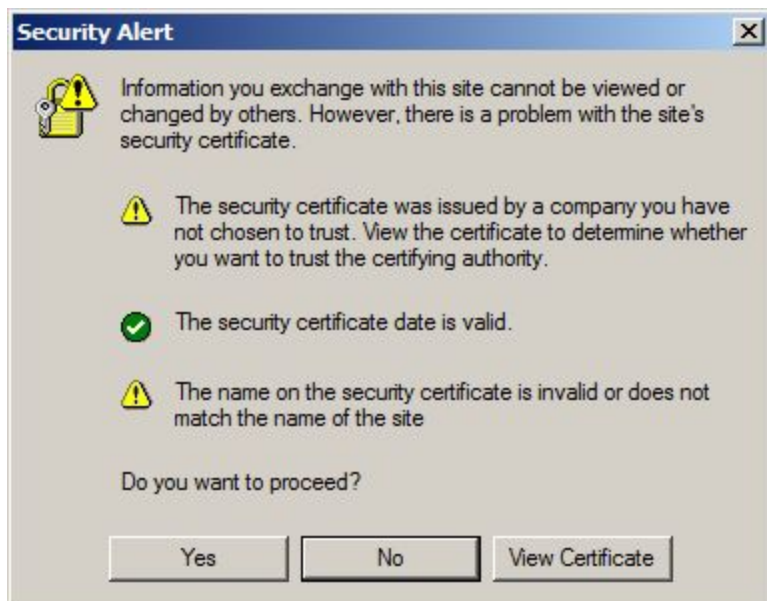 Security Alert
Information you exchange with this site cannot be viewed or
changed by others. However, there is a problem with the site's
security certificate.
The security certificate was issued by a company you have
not chosen to trust. View the certificate to determine whether
you want to trust the certifying authority.
The security certificate date is valid.
The name on the security certificate is invalid or does not
match the name of the site
Do you want to proceed?
Yes
No
View Certificate